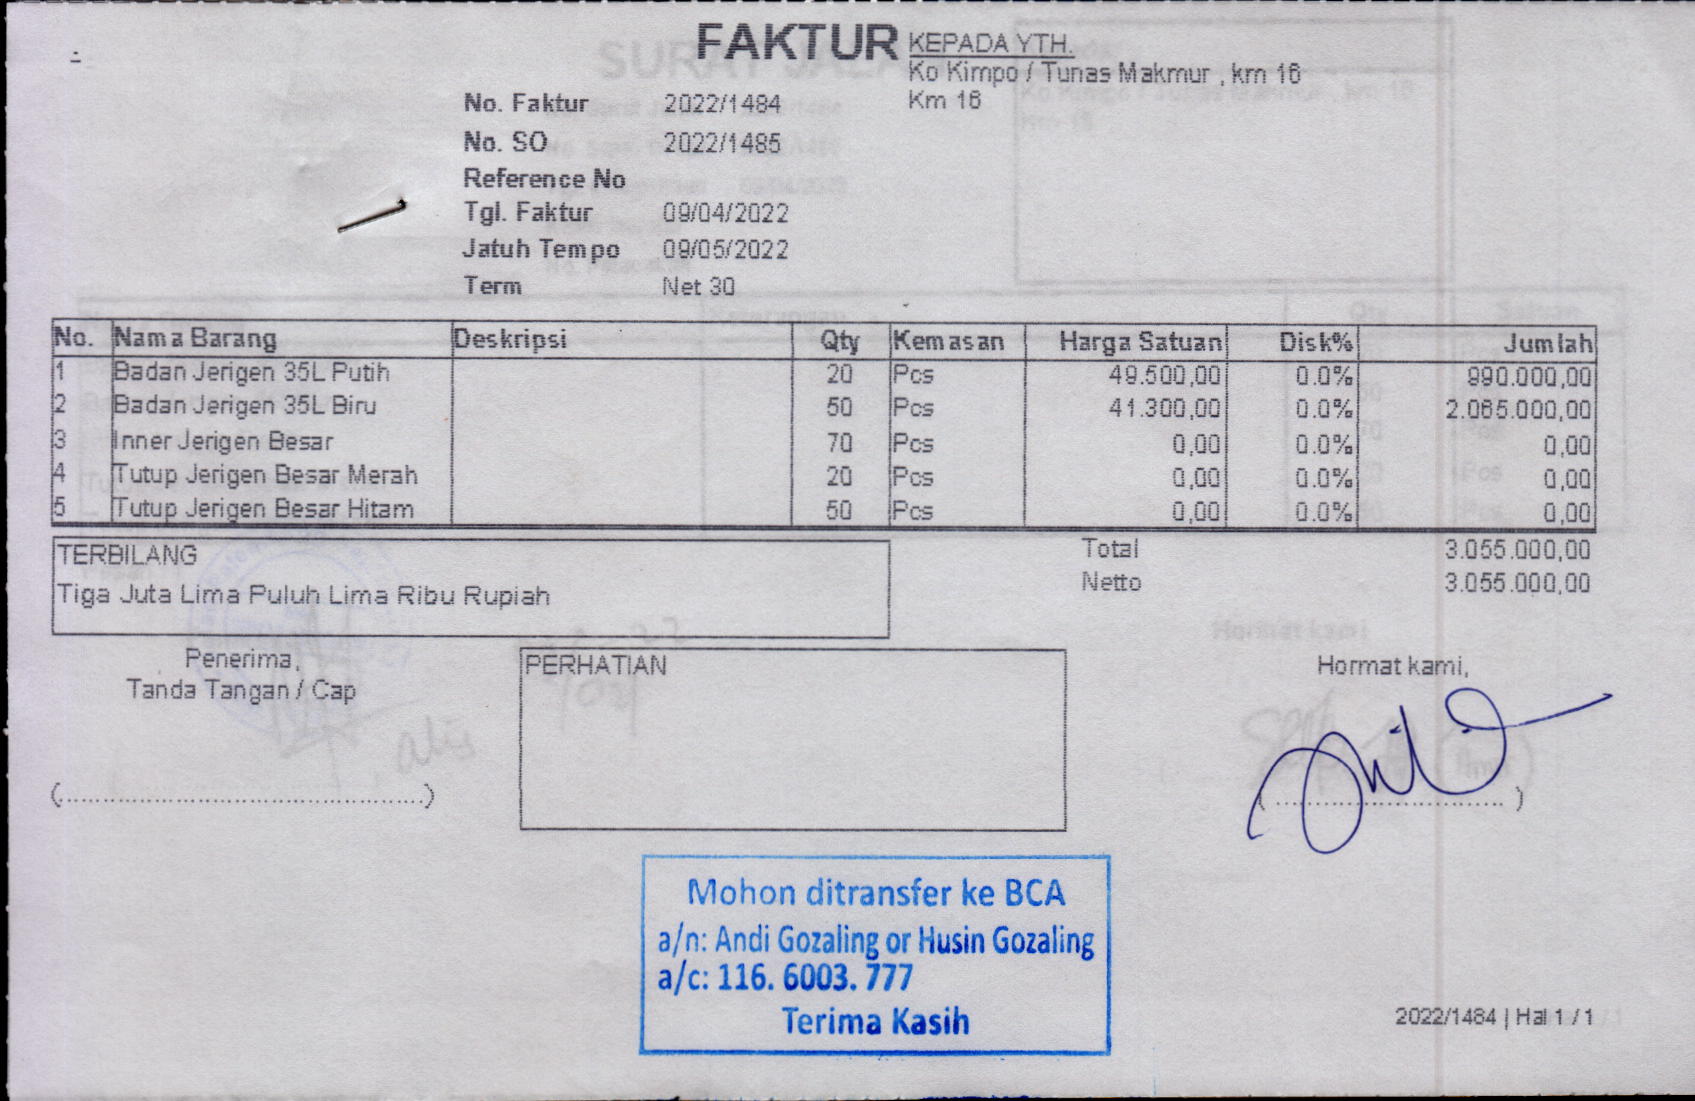 FAKTUR
KEPADA YTH.
Ko Kimpo / Tunas Makmur , km 16
Km 16
No. Faktur 2022/1484
No. SO 2022/1485
Reference No
Tgl. Faktur 09/04/2022
Jatuh Tempo 09/05/2022
Term Net 30
No. Nama Barang Deskripsi Qty Kemasan Harga Satuan Disk% Jumlah
1 Badan Jerigen 35L Putih 20 Pcs 49.500,00 0.0% 990.000,00
2 Badan Jerigen 35L Biru 50 Pcs 41.300,00 0.0% 2.065.000,00
3 Inner Jerigen Besar 70 Pcs 0,00 0.0% 0,00
4 Tutup Jerigen Besar Merah 20 Pcs 0,00 0.0% 0,00
5 Tutup Jerigen Besar Hitam 50 Pcs 0,00 0.0% 0,00
Total 3.055.000,00
Netto 3.055.000,00
TERBILANG
Tiga Juta Lima Puluh Lima Ribu Rupiah
Penerima,
Tanda Tangan / Cap
(..............................................)
PERHATIAN
Hormat kami,
(.............................)
Mohon ditransfer ke BCA
a/n: Andi Gozaling or Husin Gozaling
a/c: 116. 6003. 777
Terima Kasih
2022/1484 | Hal 1 / 1